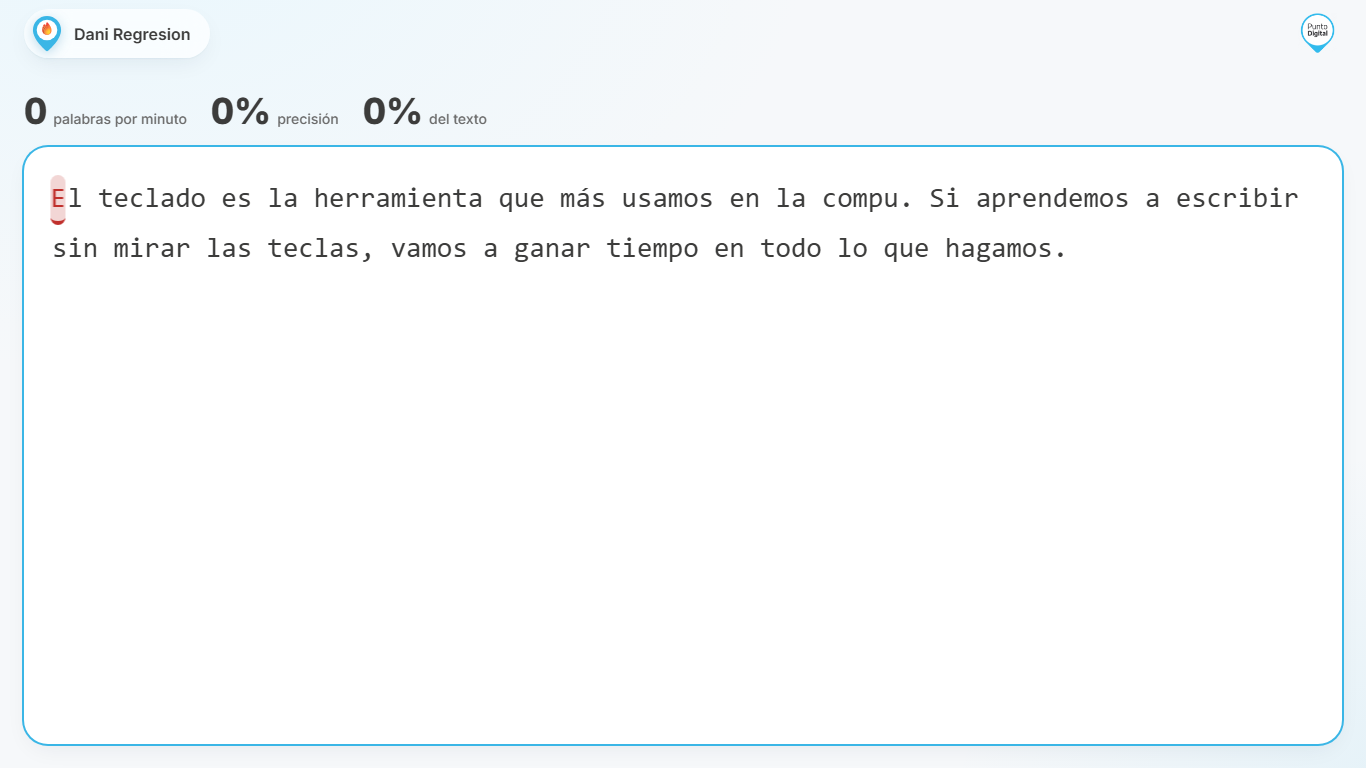 Dani Regresion
Punto
Digital
0 palabras por minuto 0% precisión 0% del texto
El teclado es la herramienta que más usamos en la compu. Si aprendemos a escribir
sin mirar las teclas, vamos a ganar tiempo en todo lo que hagamos.